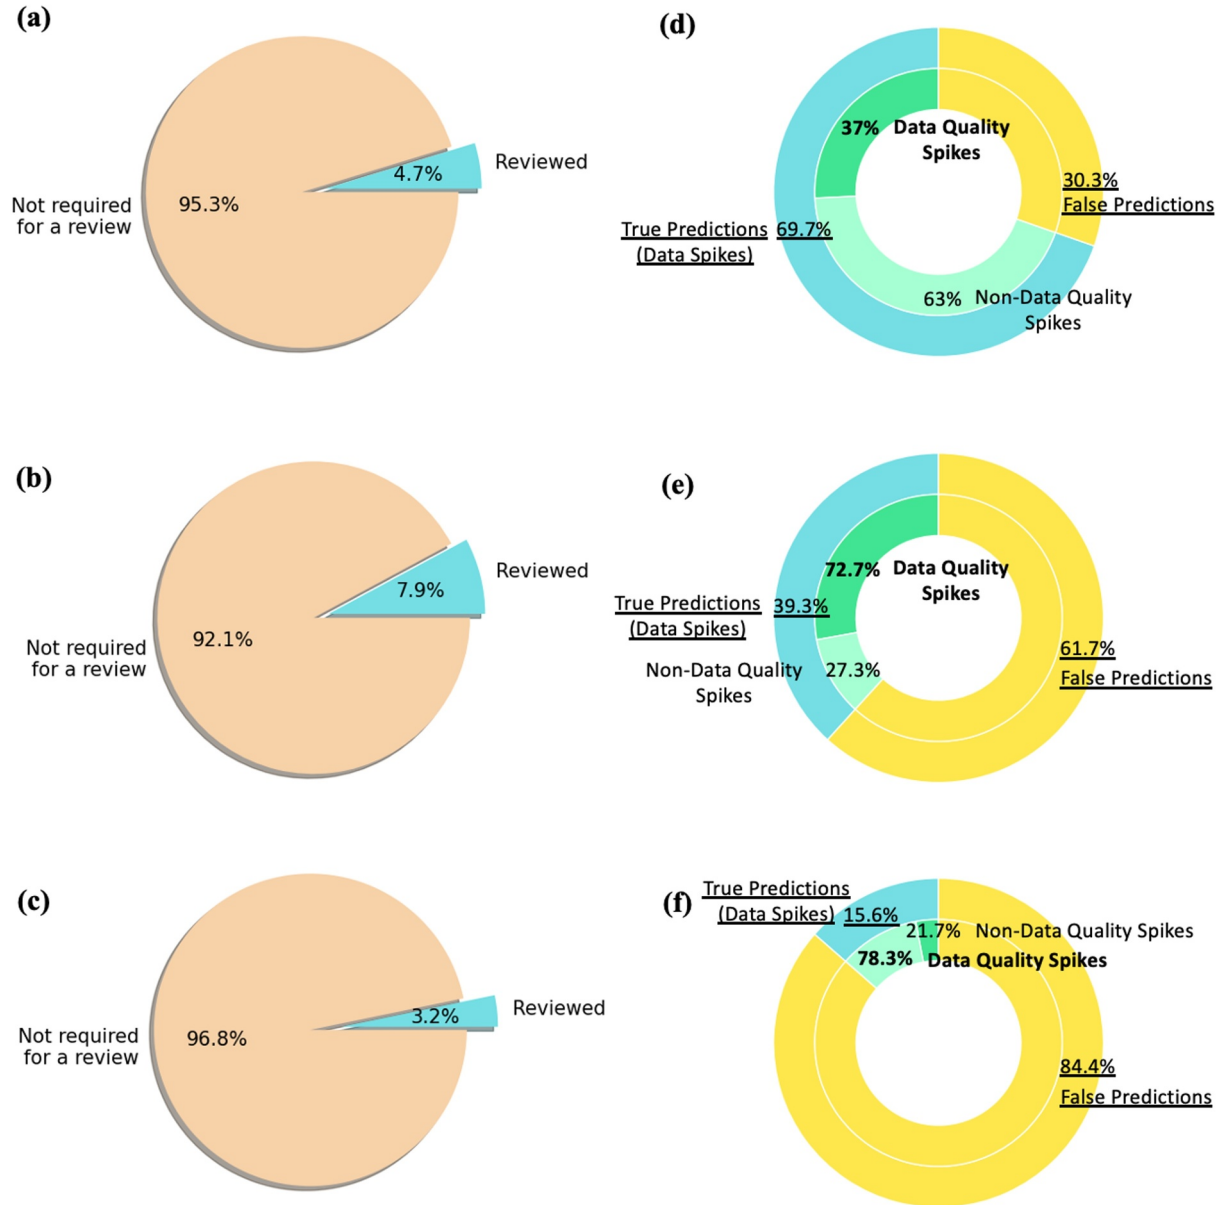 (a)
Not required
for a review
95.3%
4.7%
Reviewed
(d)
37%
Data Quality
Spikes
30.3%
False Predictions
True Predictions
(Data Spikes)
69.7%
63%
Non-Data Quality
Spikes
(b)
Not required
for a review
92.1%
7.9%
Reviewed
(e)
72.7%
Data Quality
Spikes
True Predictions
(Data Spikes)
39.3%
Non-Data Quality
Spikes
27.3%
61.7%
False Predictions
(c)
Not required
for a review
96.8%
3.2%
Reviewed
(f)
True Predictions
(Data Spikes)
15.6%
21.7%
Non-Data Quality Spikes
78.3%
Data Quality Spikes
84.4%
False Predictions